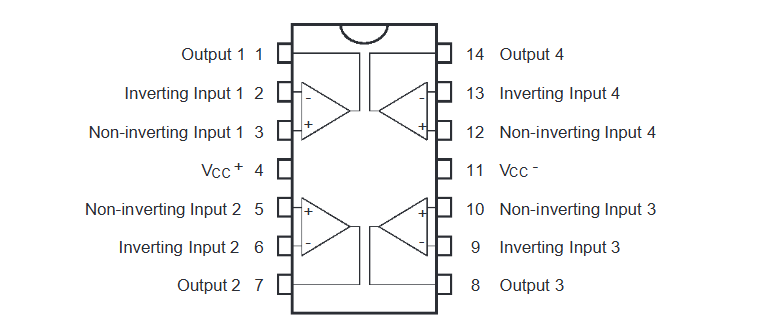 Output 1 1
Inverting Input 1 2
Non-inverting Input 1 3
VCC + 4
Non-inverting Input 2 5
Inverting Input 2 6
Output 2 7
14 Output 4
13 Inverting Input 4
12 Non-inverting Input 4
11 VCC -
10 Non-inverting Input 3
9 Inverting Input 3
8 Output 3
-
+
-
+
+
-
+
-